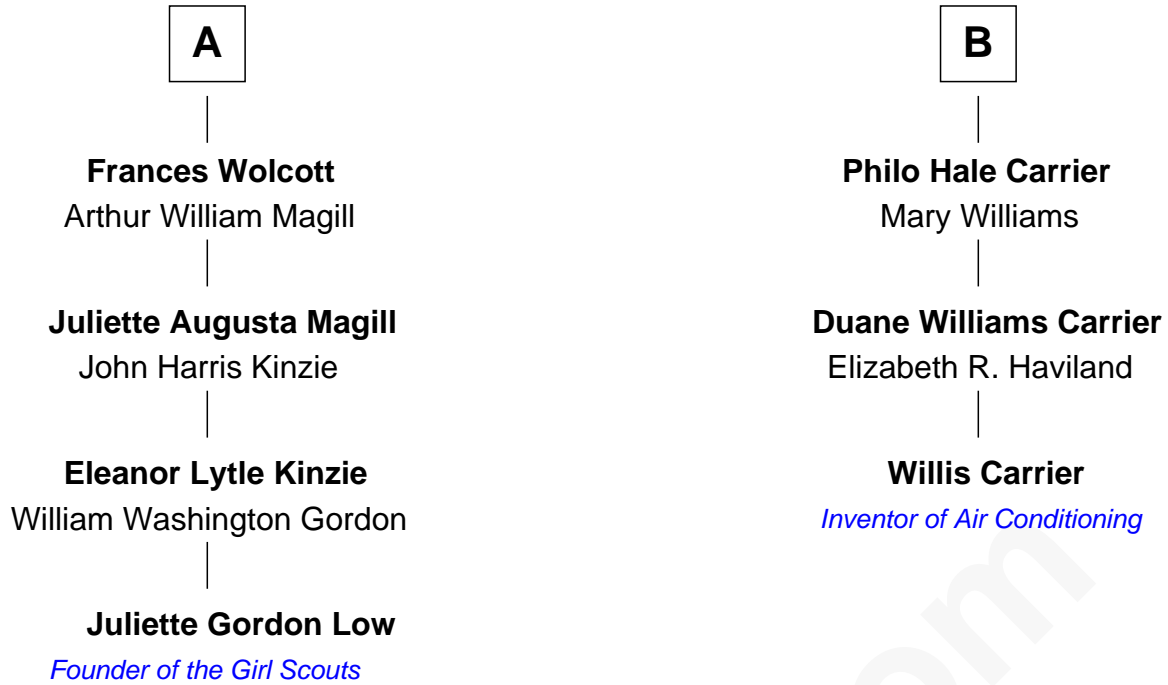 A
Frances Wolcott
Arthur William Magill
Juliette Augusta Magill
John Harris Kinzie
Eleanor Lytle Kinzie
William Washington Gordon
Juliette Gordon Low
Founder of the Girl Scouts
B
Philo Hale Carrier
Mary Williams
Duane Williams Carrier
Elizabeth R. Haviland
Willis Carrier
Inventor of Air Conditioning
om